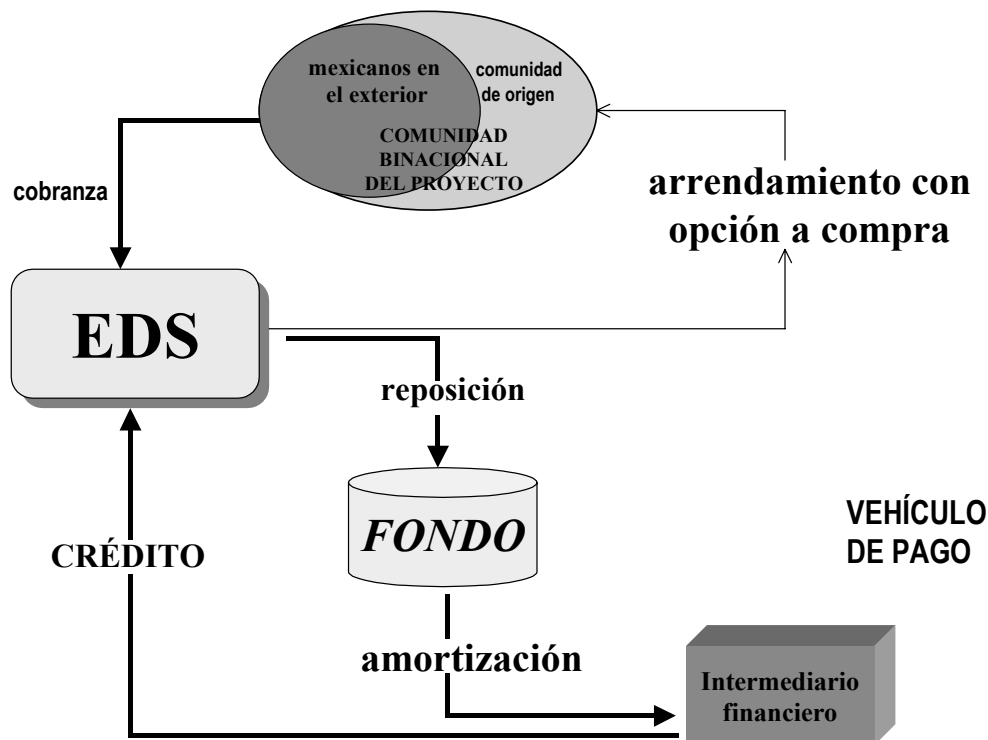 mexicanos en
el exterior
comunidad
de origen
COMUNIDAD
BINACIONAL
DEL PROYECTO
cobranza
arrendamiento con
opción a compra
EDS
reposición
FONDO
CRÉDITO
VEHÍCULO
DE PAGO
amortización
Intermediario
financiero